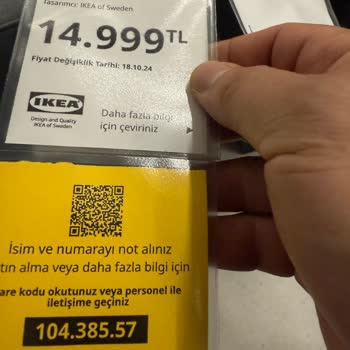 Tasarımcı: IKEA of Sweden
14.999TL
Fiyat Değişiklik Tarihi: 18.10.24
IKEA
Design and Quality
IKEA of Sweden
Daha fazla bilgi
için çeviriniz
İsim ve numarayı not alınız
tın alma veya daha fazla bilgi için
are kodu okutunuz veya personel ile
iletişime geçiniz
104.385.57